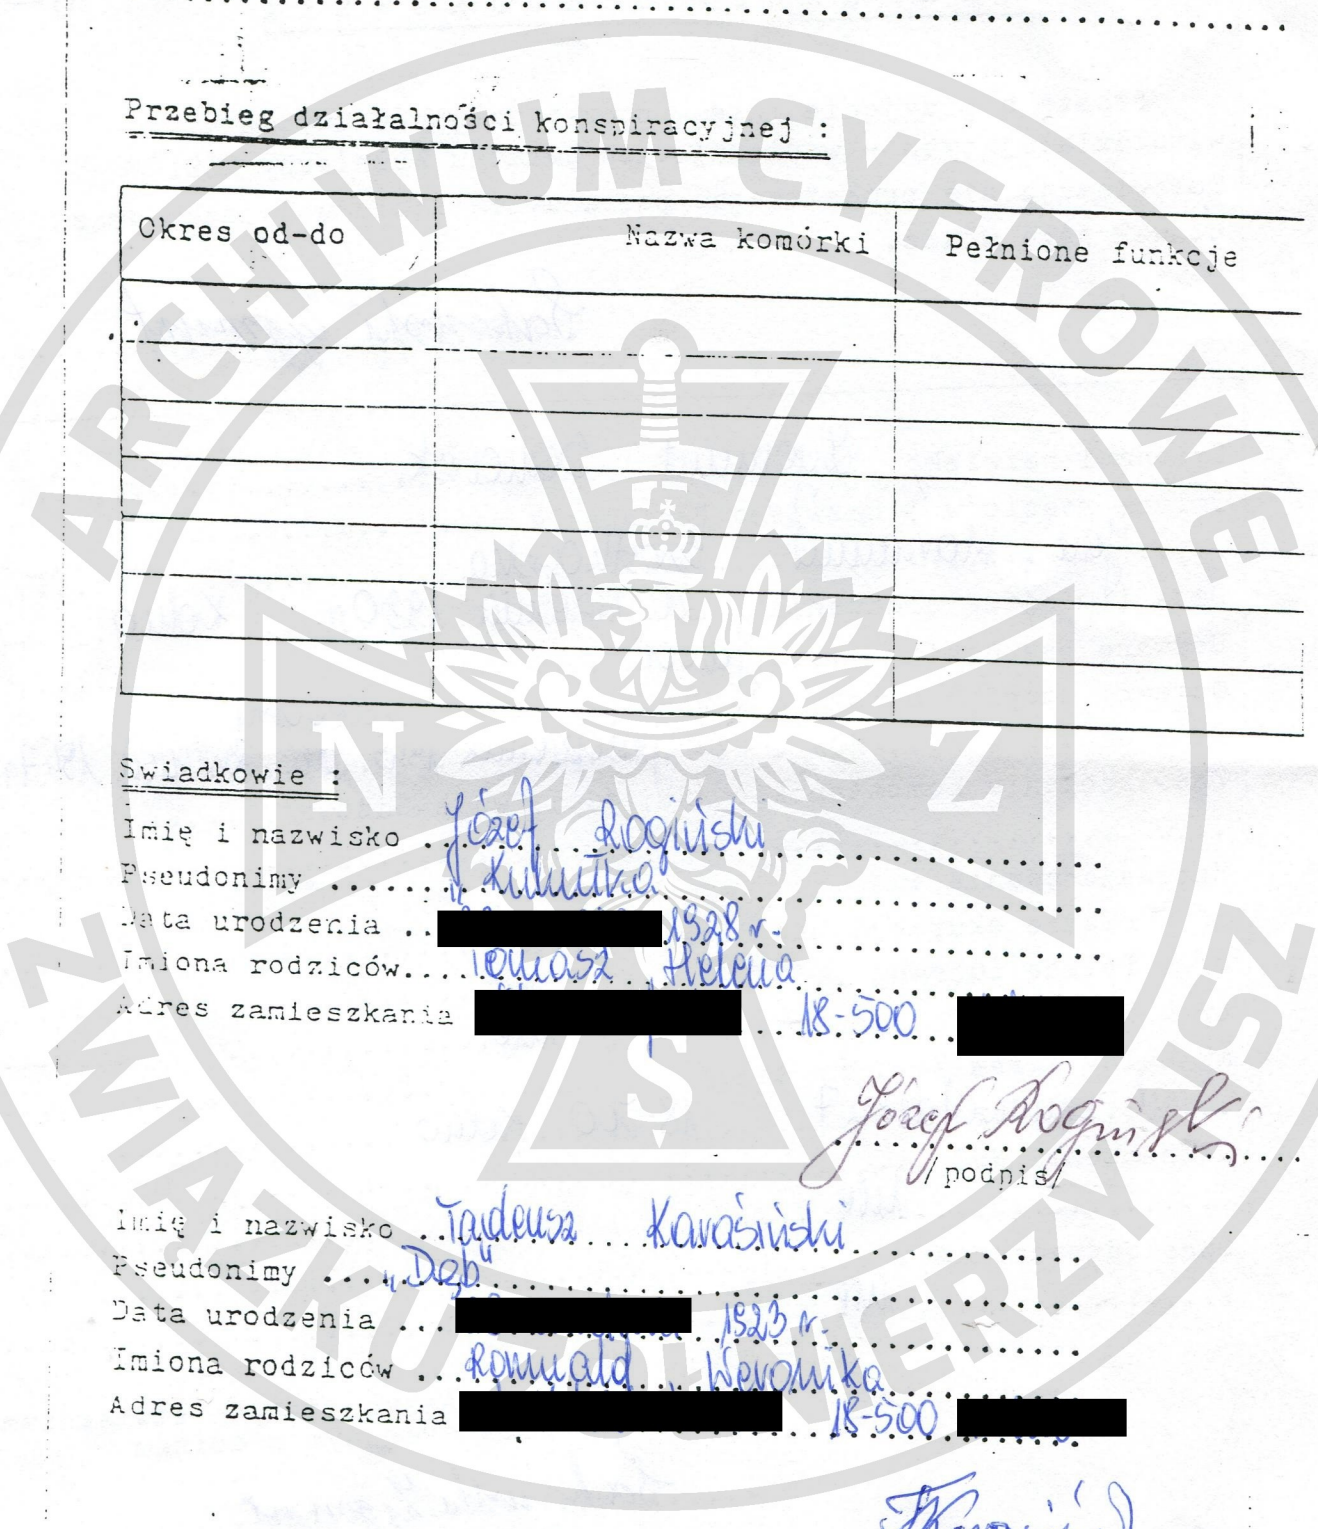 Przebieg działalności konspiracyjnej :
Okres od-do Nazwa komórki Pełnione funkcje
Świadkowie :
Imię i nazwisko Józef Rogiński
Pseudonimy
Data urodzenia 1928 r.
Imiona rodziców Tomasz, Helena
Adres zamieszkania 18-500
Józef Rogiński
/podpis/
Imię i nazwisko Tadeusz Karasiński
Pseudonimy „Dąb"
Data urodzenia 1923 r.
Imiona rodziców Romuald, Weronika
Adres zamieszkania 18-500
ARCHIWUM CYFROWE
ZWIĄZKU ŻOŁNIERZY NSZ
N Z
S